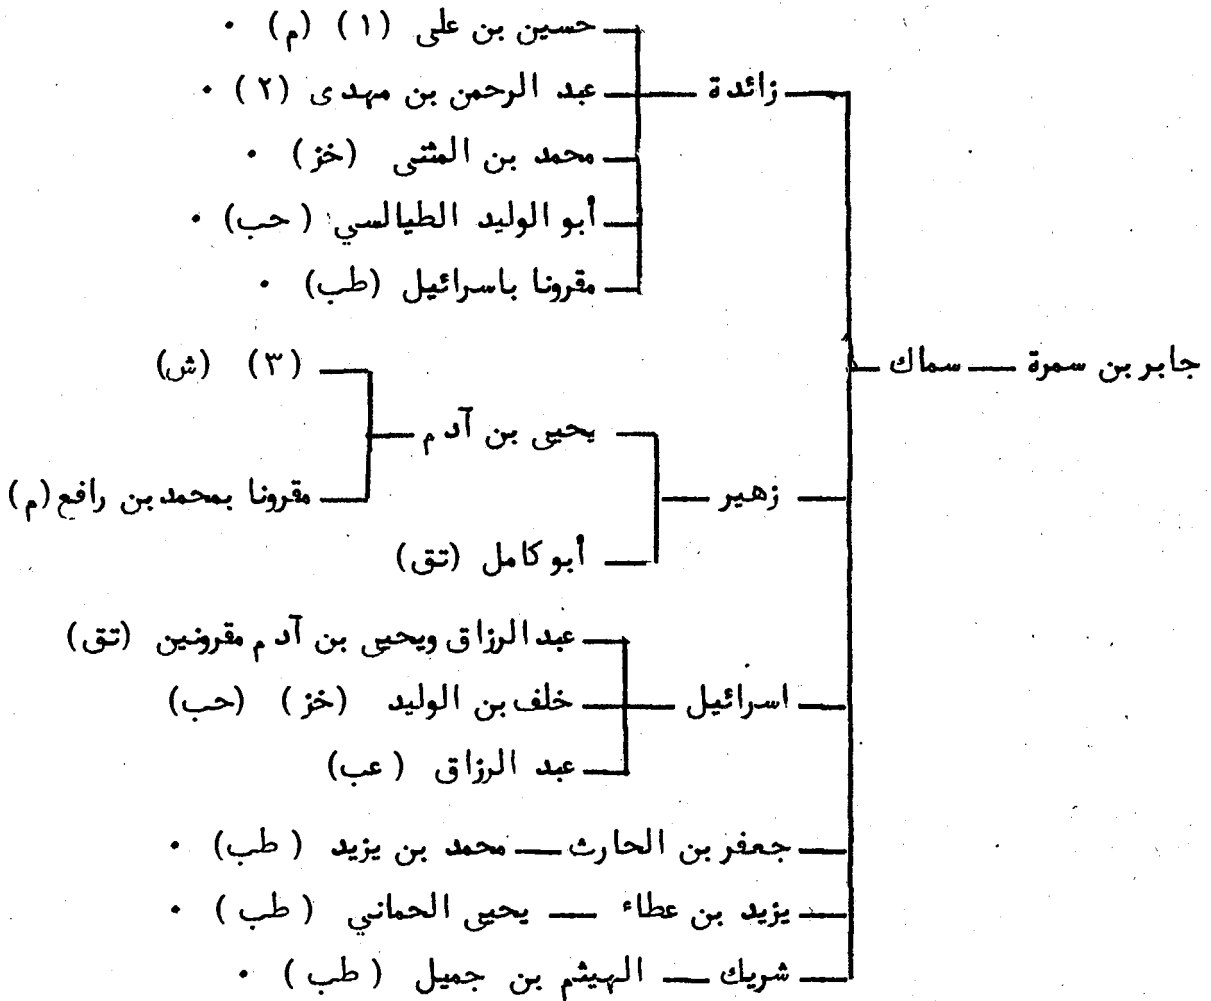 حسين بن على (١) (م) ٠
زائدة عبد الرحمن بن مهدى (٢) ٠
محمد بن المثنى (خز) ٠
أبو الوليد الطيالسي (حب) ٠
مقرونا باسرائيل (طب) ٠
جابر بن سمرة سماك (٣) (ش)
يحيى بن آدم
زهير مقرونا بمحمد بن رافع (م)
أبو كامل (تق)
عبد الرزاق ويحيى بن آدم مقرونين (تق)
اسرائيل خلف بن الوليد (خز) (حب)
عبد الرزاق (عب)
جعفر بن الحارث محمد بن يزيد (طب) ٠
يزيد بن عطاء يحيى الحماني (طب) ٠
شريك الهيثم بن جميل (طب) ٠